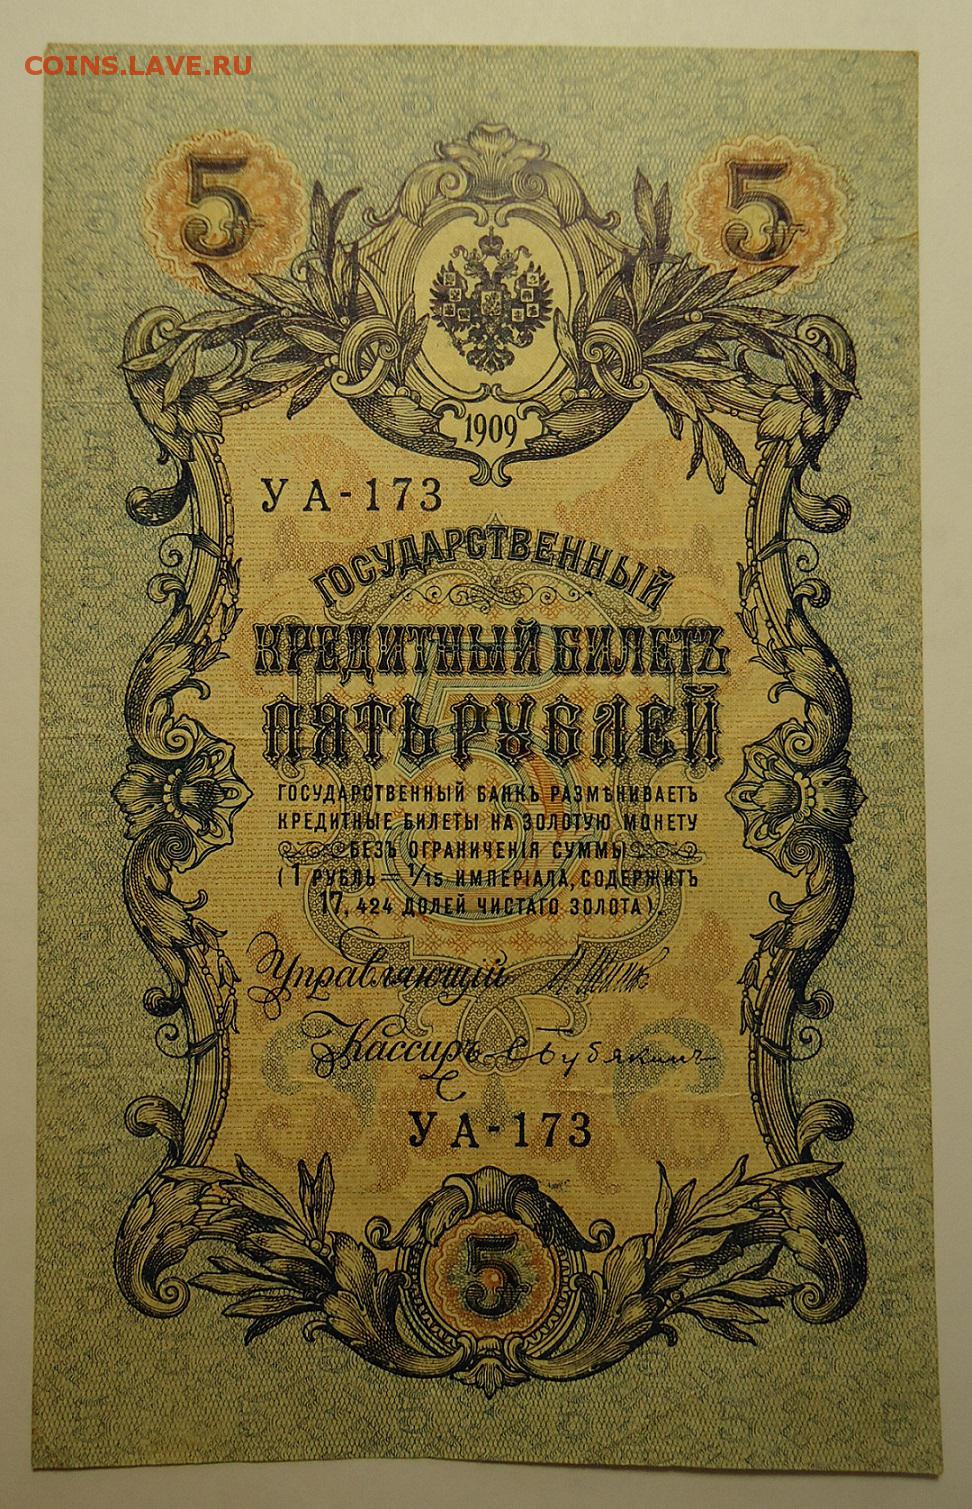 COINS.LAVE.RU
5 5
1909
УА-173
ГОСУДАРСТВЕННЫЙ
КРЕДИТНЫЙ БИЛЕТЪ
ПЯТЬ РУБЛЕЙ
ГОСУДАРСТВЕННЫЙ БАНКЪ РАЗМѢНИВАЕТЪ
КРЕДИТНЫЕ БИЛЕТЫ НА ЗОЛОТУЮ МОНЕТУ
БЕЗЪ ОГРАНИЧЕНІЯ СУММЫ
(1 РУБЛЬ = 1/15 ИМПЕРІАЛА, СОДЕРЖИТЪ
17,424 ДОЛЕЙ ЧИСТАГО ЗОЛОТА).
Управляющій
Кассиръ
УА-173
5